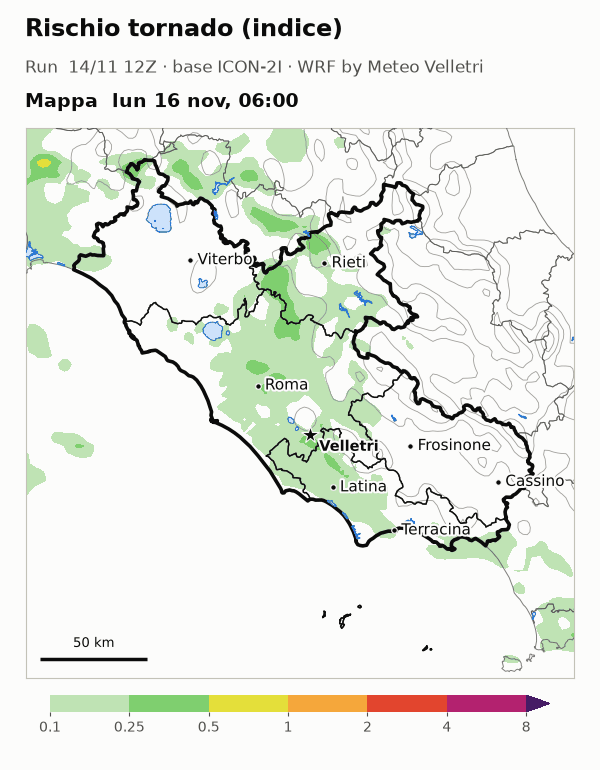 Rischio tornado (indice)
Run 14/11 12Z · base ICON-2I · WRF by Meteo Velletri
Mappa lun 16 nov, 06:00
Viterbo
Rieti
Roma
Velletri
Frosinone
Latina
Cassino
Terracina
50 km
0.1 0.25 0.5 1 2 4 8